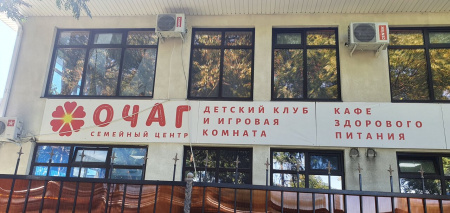 ОЧАГ
СЕМЕЙНЫЙ ЦЕНТР
ДЕТСКИЙ КЛУБ
И ИГРОВАЯ
КОМНАТА
КАФЕ
ЗДОРОВОГО
ПИТАНИЯ